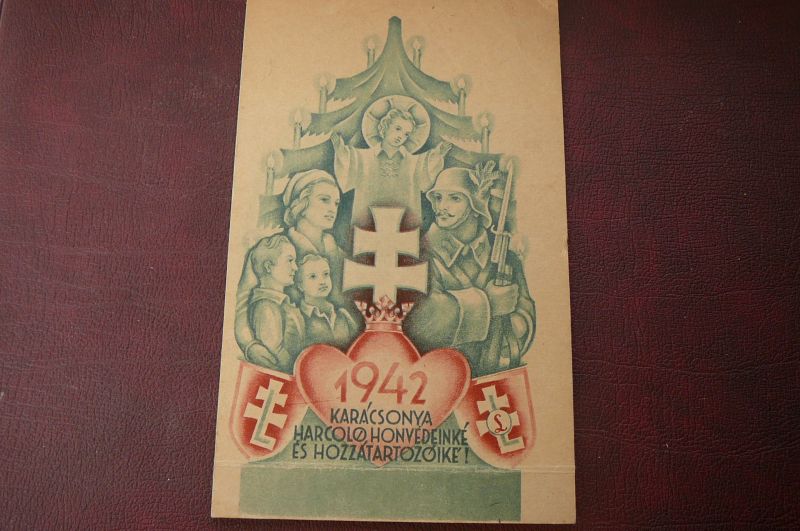 1942
KARÁCSONYA
HARCOLÓ HONVÉDEINKÉ
ÉS HOZZÁTARTOZÓIKÉ!
L
L